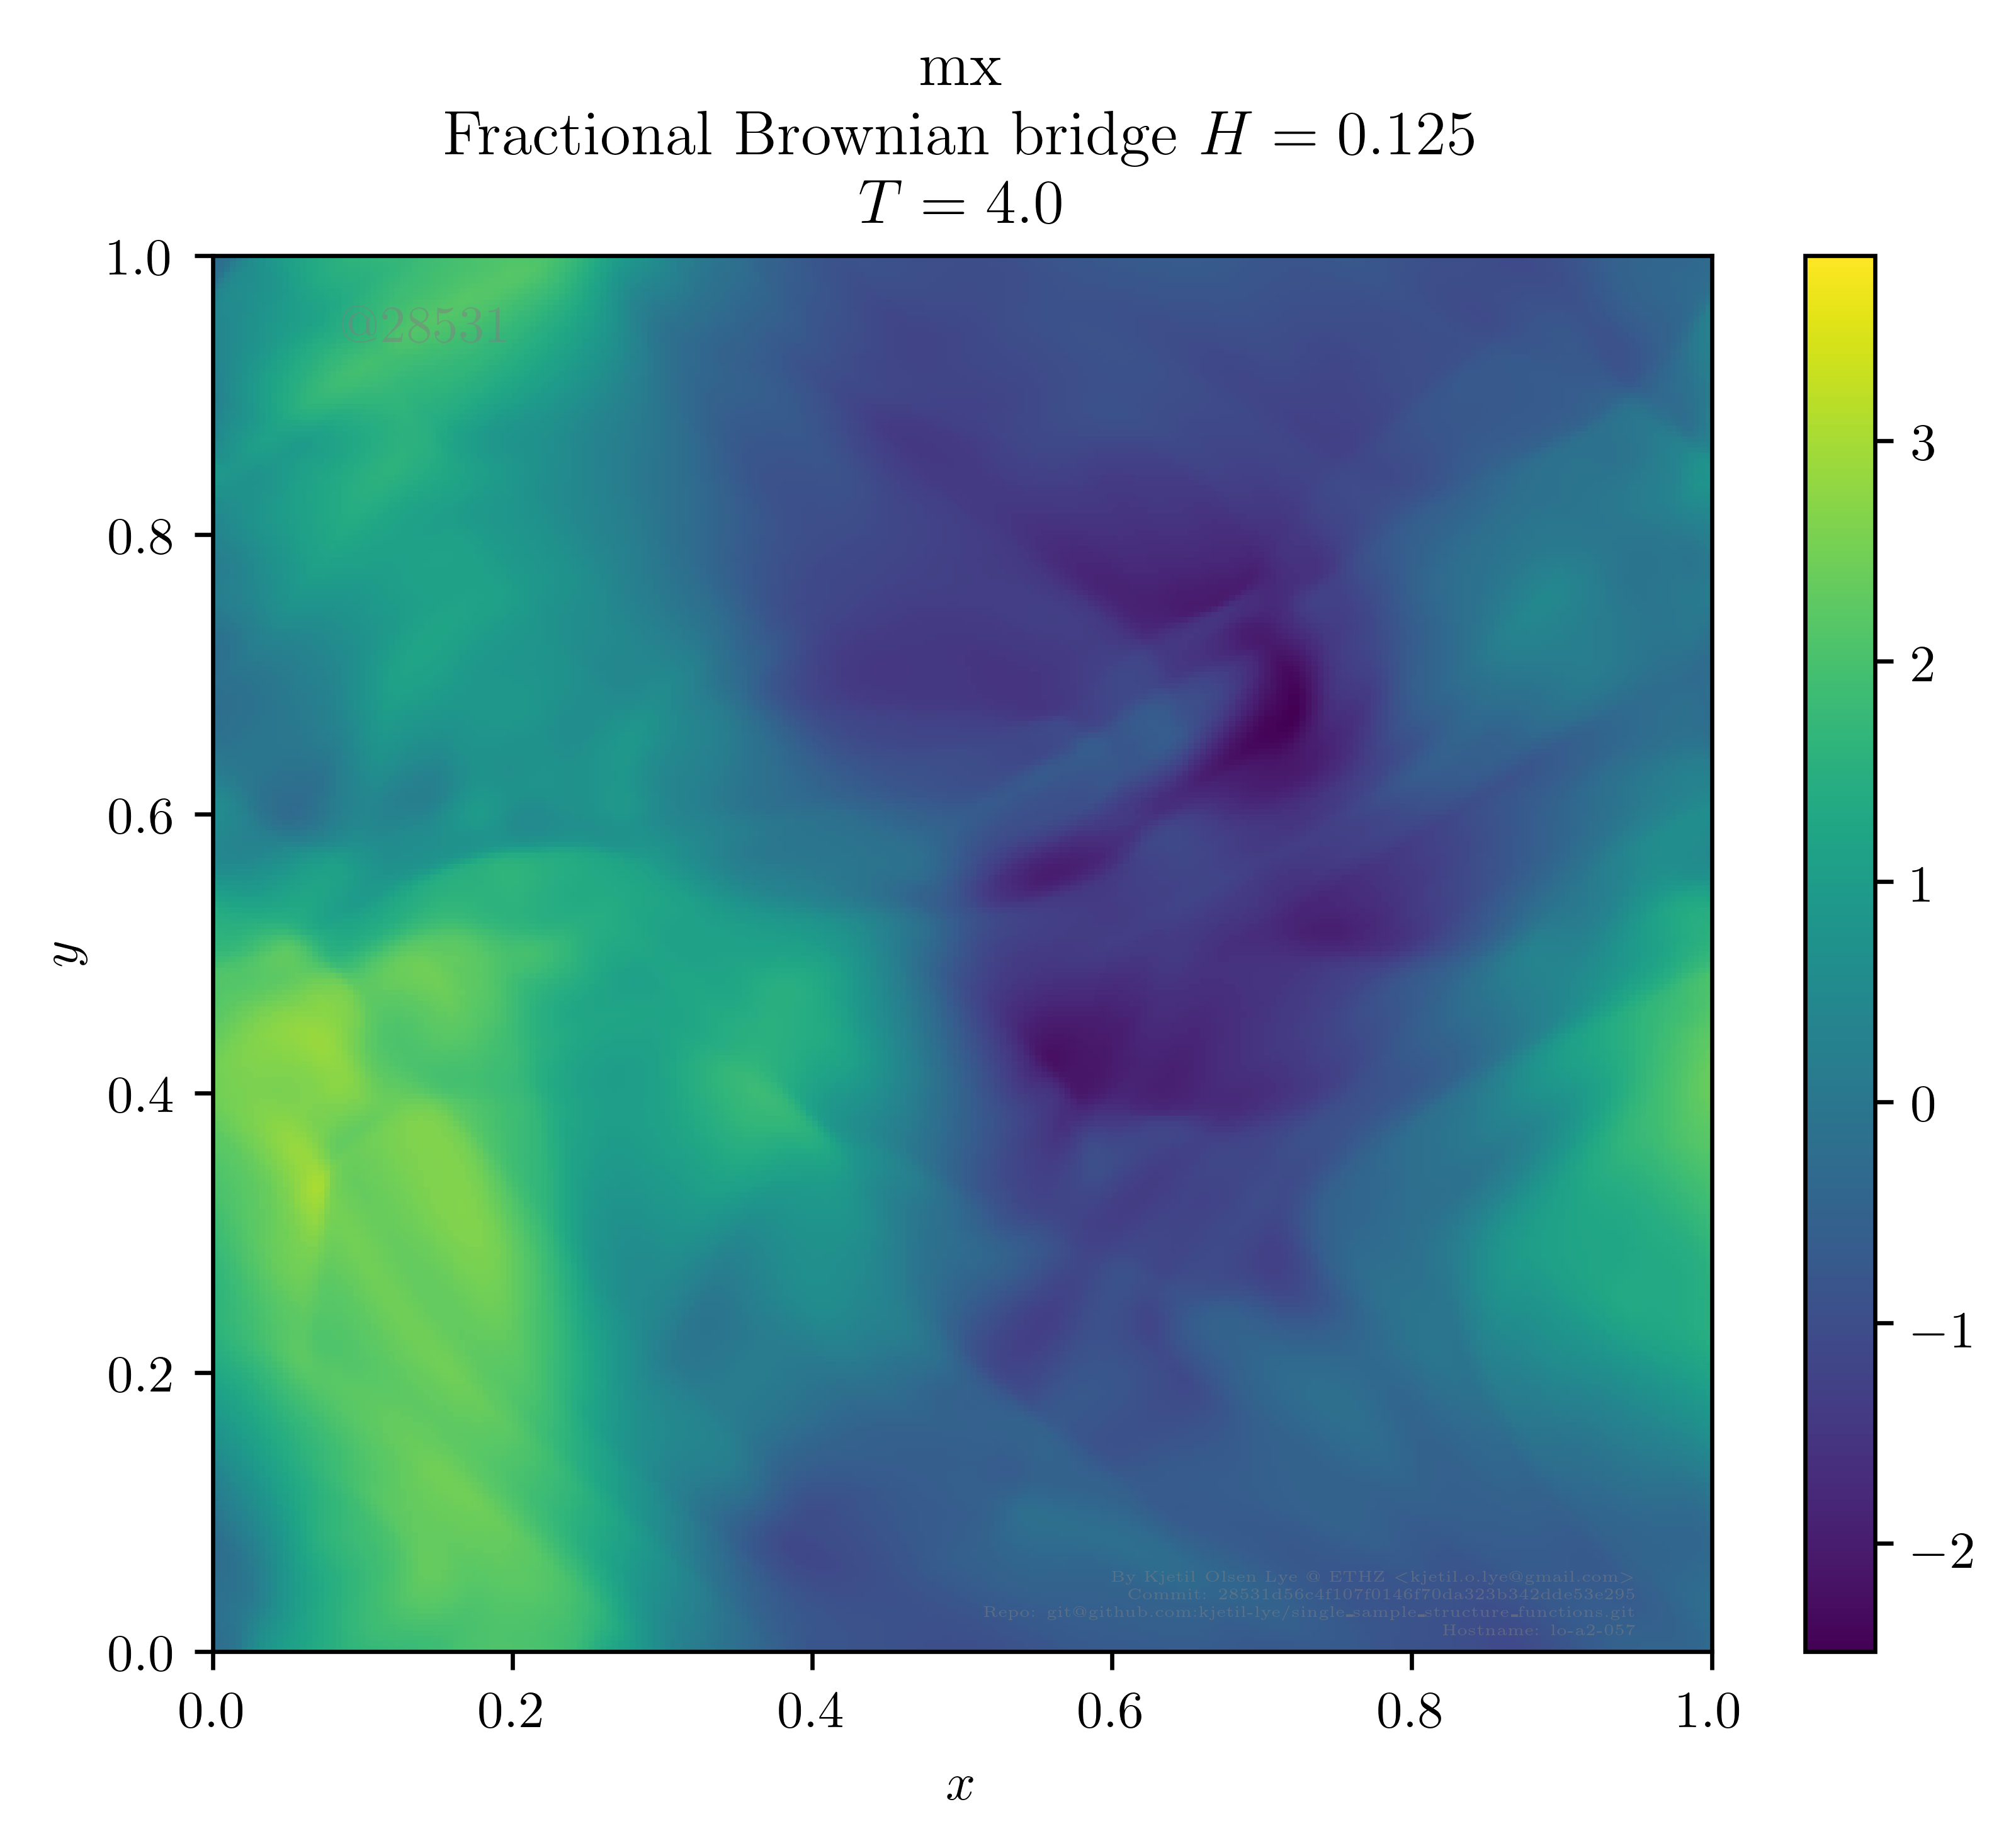 mx
Fractional Brownian bridge H = 0.125
T = 4.0
1.0
0.8
0.6
0.4
0.2
0.0
y
0.0 0.2 0.4 0.6 0.8 1.0
x
3
2
1
0
−1
−2
@28531
By Kjetil Olsen Lye @ ETHZ <kjetil.o.lye@gmail.com>
Commit: 28531d56c4f107f0146f70da323b342dde53e295
Repo: git@github.com:kjetil-lye/single_sample_structure_functions.git
Hostname: lo-a2-057